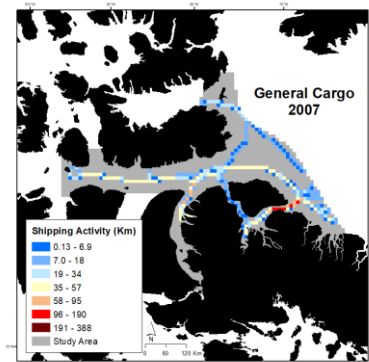 General Cargo
2007
Shipping Activity (Km)
0.13 - 6.9
7.0 - 18
19 - 34
35 - 57
58 - 95
96 - 190
191 - 388
Study Area
N
0 60 120 Km